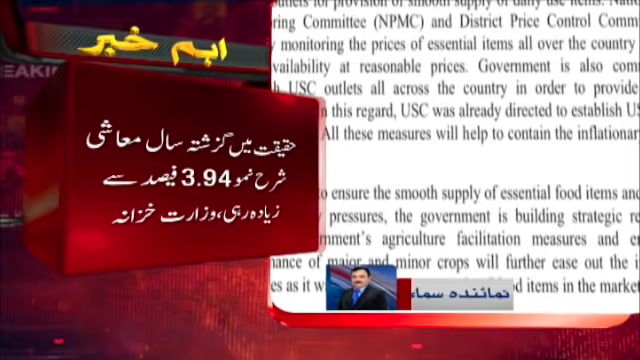 اہم خبر
BREAKIN
حقیقت میں گزشتہ سال معاشی
شرح نمو 3.94 فیصد سے
زیادہ رہی، وزارت خزانہ
outlets for provision of smooth supply of daily use items.
ring Committee (NPMC) and District Price Control Comm
monitoring the prices of essential items all over the country
vailability at reasonable prices. Government is also com
USC outlets all across the country in order to provide
n this regard, USC was already directed to establish US
All these measures will help to contain the inflationar
to ensure the smooth supply of essential food items and
pressures, the government is building strategic re
nment's agriculture facilitation measures and
nance of major and minor crops will further ease out the i
es as it w
d items in the market
نمائندہ سماء